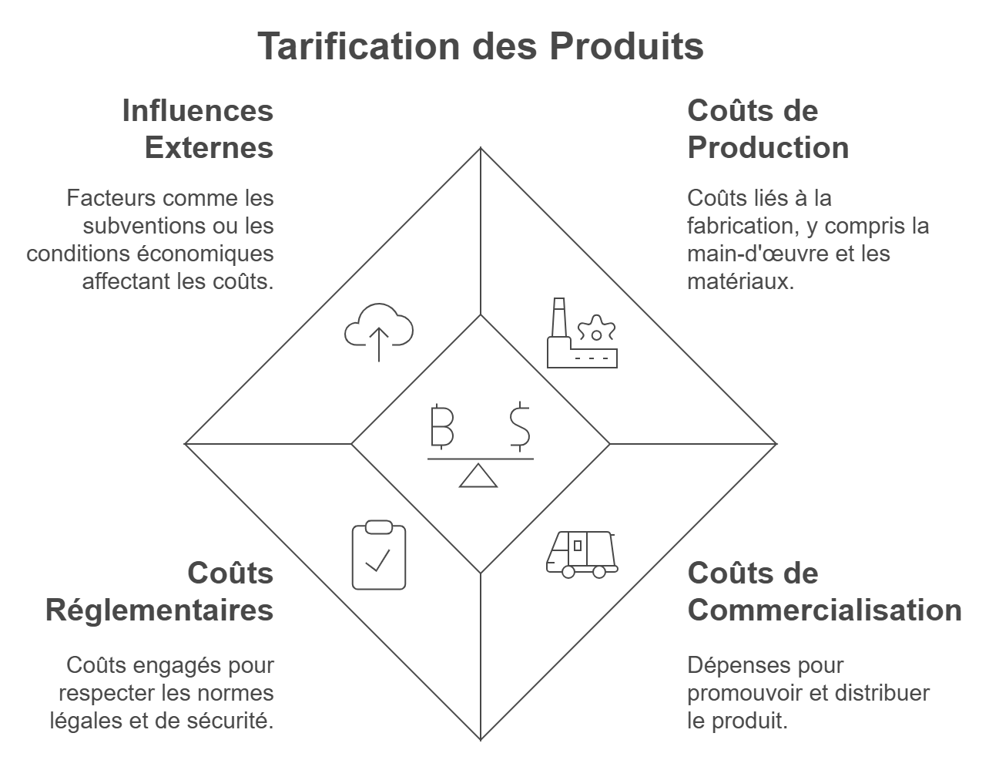 Tarification des Produits
Influences
Externes
Facteurs comme les
subventions ou les
conditions économiques
affectant les coûts.
Coûts de
Production
Coûts liés à la
fabrication, y compris la
main-d'œuvre et les
matériaux.
Coûts
Réglementaires
Coûts engagés pour
respecter les normes
légales et de sécurité.
Coûts de
Commercialisation
Dépenses pour
promouvoir et distribuer
le produit.